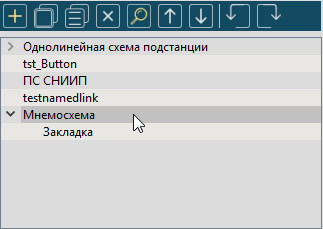 Однолинейная схема подстанции
tst_Button
ПС СНИИП
testnamedlink
Мнемосхема
Закладка